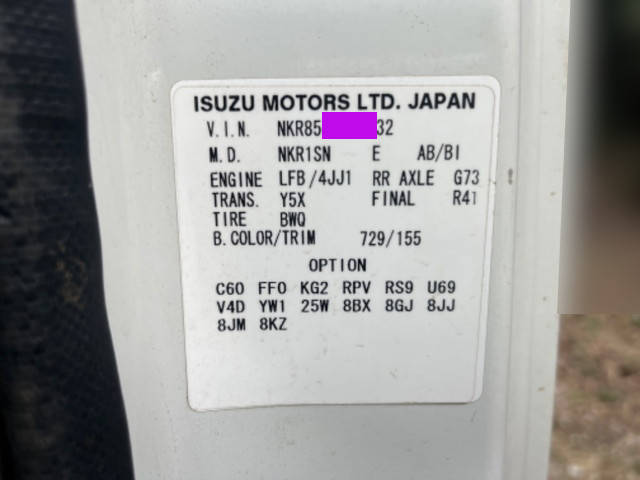 ISUZU MOTORS LTD. JAPAN
V.I.N. NKR85 32
M.D. NKR1SN E AB/BI
ENGINE LFB/4JJ1 RR AXLE G73
TRANS. Y5X FINAL R41
TIRE BWQ
B.COLOR/TRIM 729/155
OPTION
C60 FF0 KG2 RPV RS9 U69
V4D YW1 25W 8BX 8GJ 8JJ
8JM 8KZ